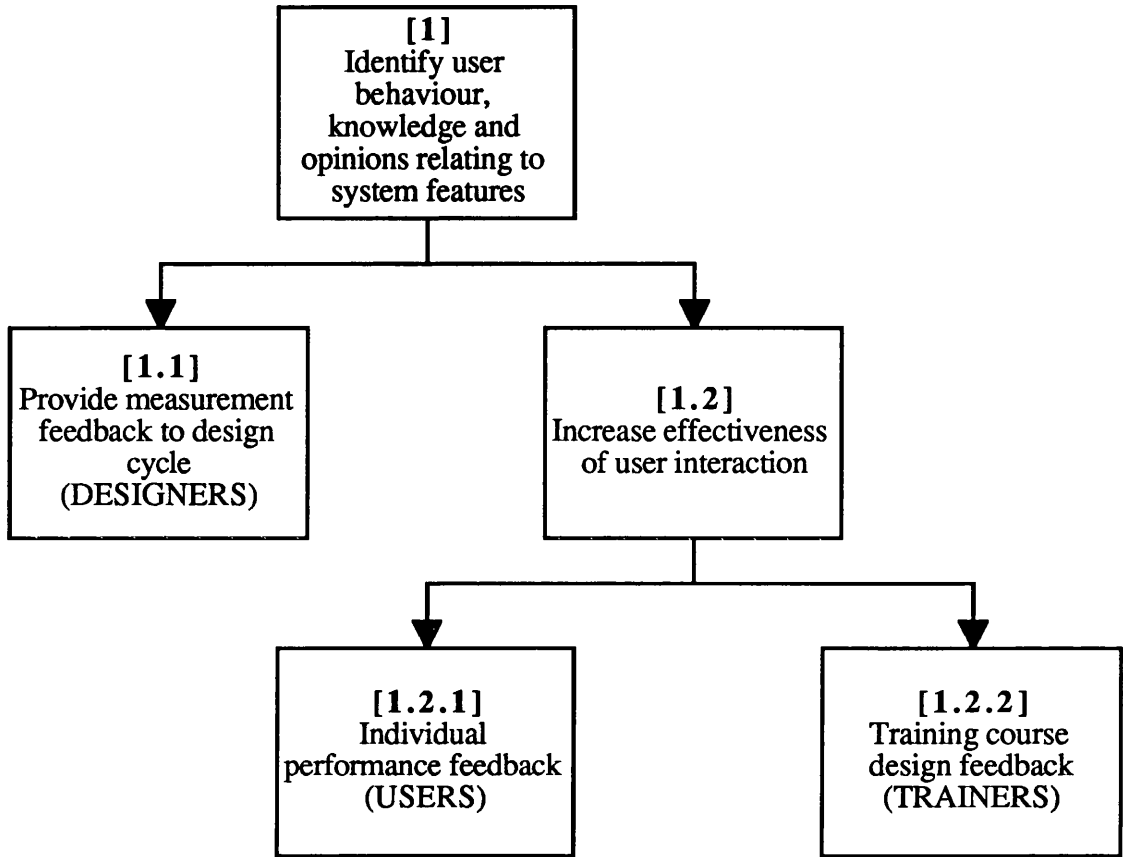 [1]
Identify user
behaviour,
knowledge and
opinions relating to
system features
[1.1]
Provide measurement
feedback to design
cycle
(DESIGNERS)
[1.2]
Increase effectiveness
of user interaction
[1.2.1]
Individual
performance feedback
(USERS)
[1.2.2]
Training course
design feedback
(TRAINERS)